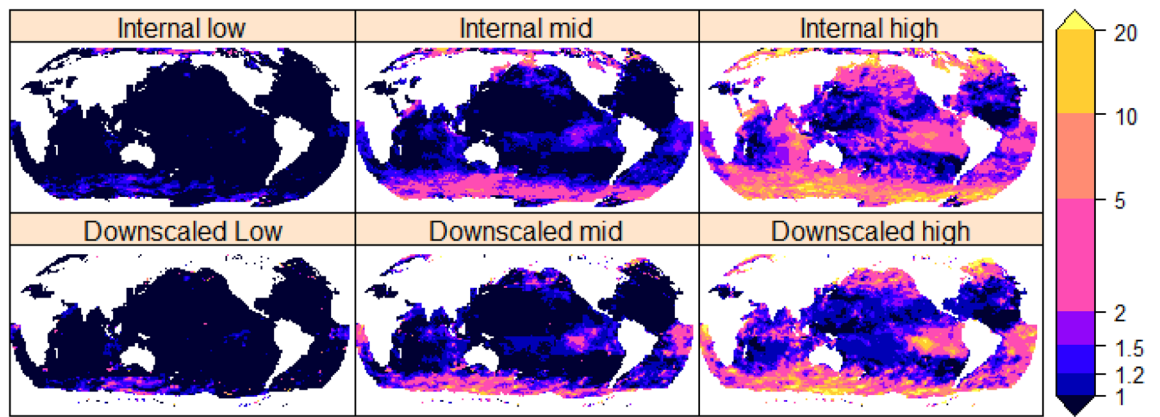 Internal low
Internal mid
Internal high
Downscaled Low
Downscaled mid
Downscaled high
20
10
5
2
1.5
1.2
1